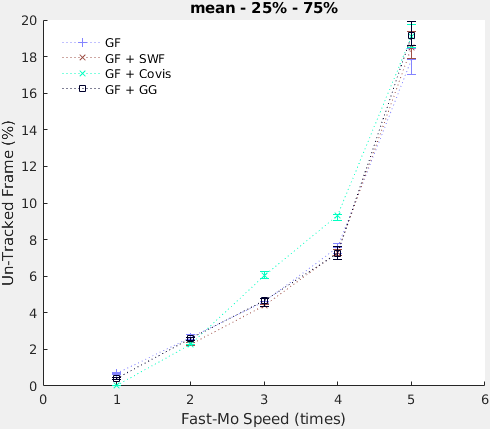 mean - 25% - 75%
GF
GF + SWF
GF + Covis
GF + GG
Un-Tracked Frame (%)
20
18
16
14
12
10
8
6
4
2
0
0 1 2 3 4 5 6
Fast-Mo Speed (times)